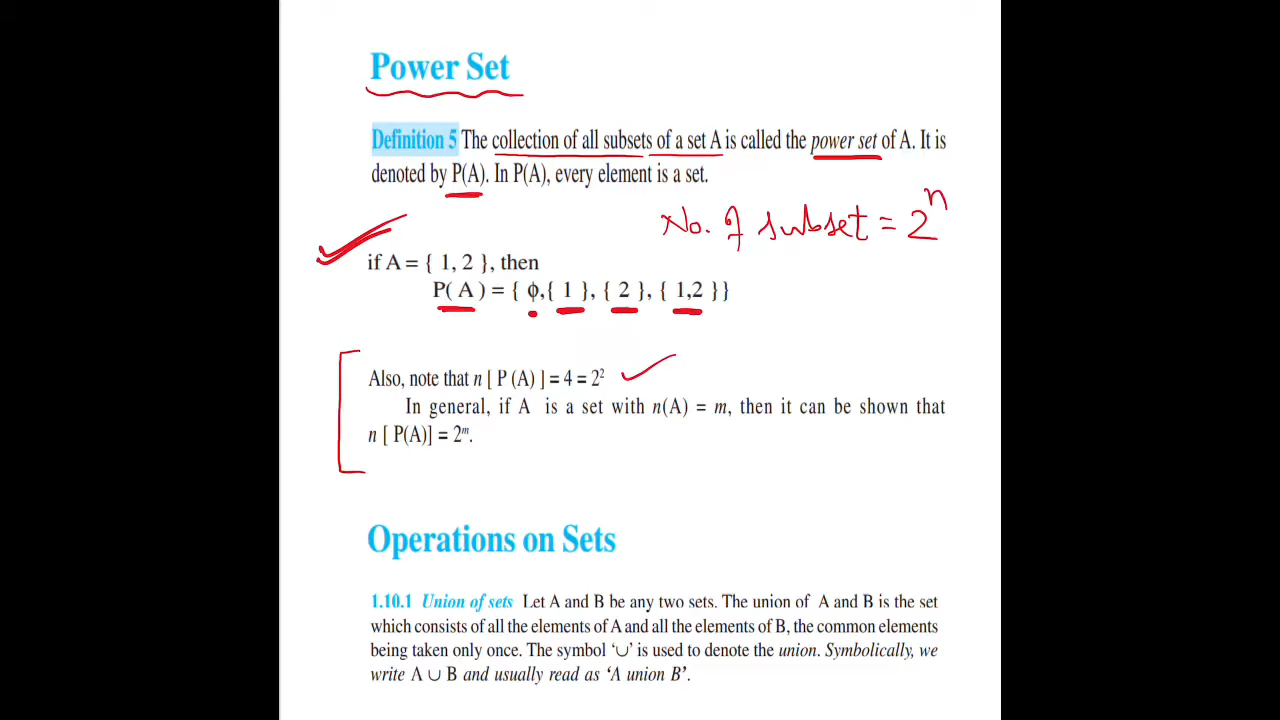 Power Set
Definition 5 The collection of all subsets of a set A is called the power set of A. It is
denoted by P(A). In P(A), every element is a set.
No. of subset = 2ⁿ
if A = { 1, 2 }, then
P( A ) = { ϕ,{ 1 }, { 2 }, { 1,2 }}
Also, note that n [ P (A) ] = 4 = 2²
In general, if A is a set with n(A) = m, then it can be shown that
n [ P(A)] = 2ᵐ.
Operations on Sets
1.10.1 Union of sets Let A and B be any two sets. The union of A and B is the set
which consists of all the elements of A and all the elements of B, the common elements
being taken only once. The symbol ‘∪’ is used to denote the union. Symbolically, we
write A ∪ B and usually read as ‘A union B’.